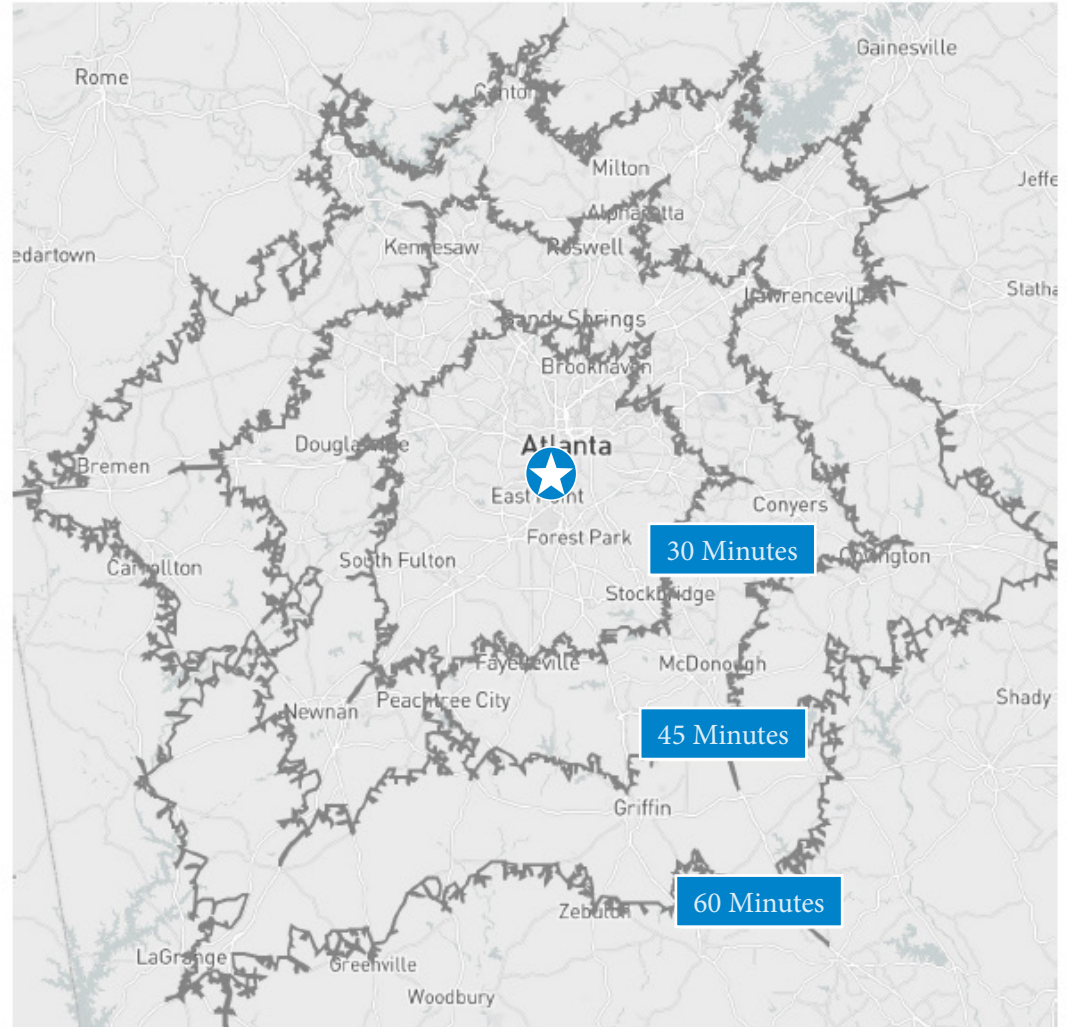 Gainesville
Rome
Canton
Milton
Jeffe
Alpharetta
Kennesaw
Roswell
edartown
Statha
Lawrenceville
Sandy Springs
Brookhaven
Douglasville
Atlanta
Bremen
East Point
Conyers
Forest Park
30 Minutes
Covington
South Fulton
Carrollton
Stockbridge
Fayetteville
McDonough
Peachtree City
Shady
Newnan
45 Minutes
Griffin
60 Minutes
Zebulon
LaGrange
Greenville
Woodbury